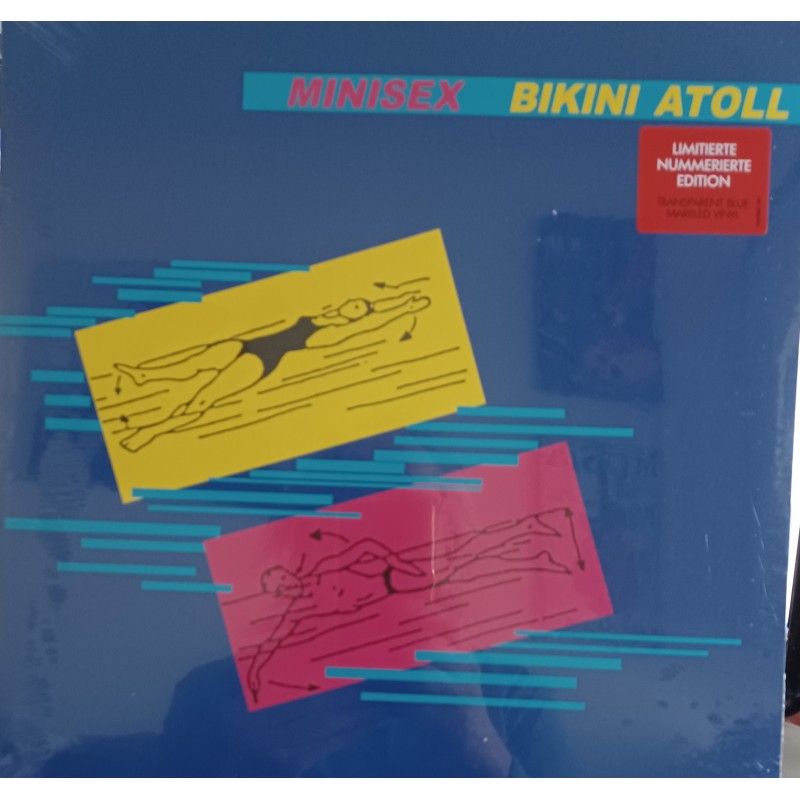 MINISEX BIKINI ATOLL
LIMITIERTE
NUMMERIERTE
EDITION
TRANSPARENT BLUE
MARBLED VINYL